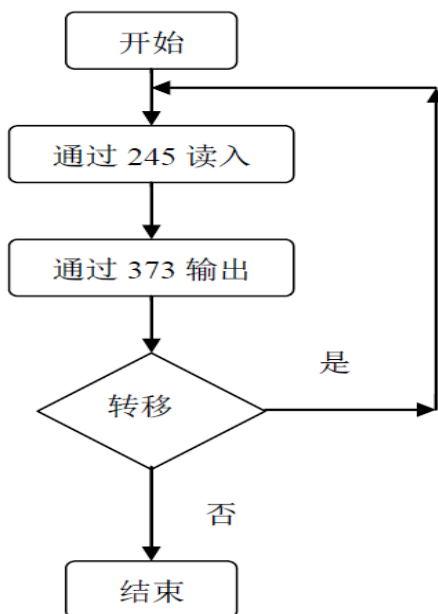 开始
通过 245 读入
通过 373 输出
转移
是
否
结束